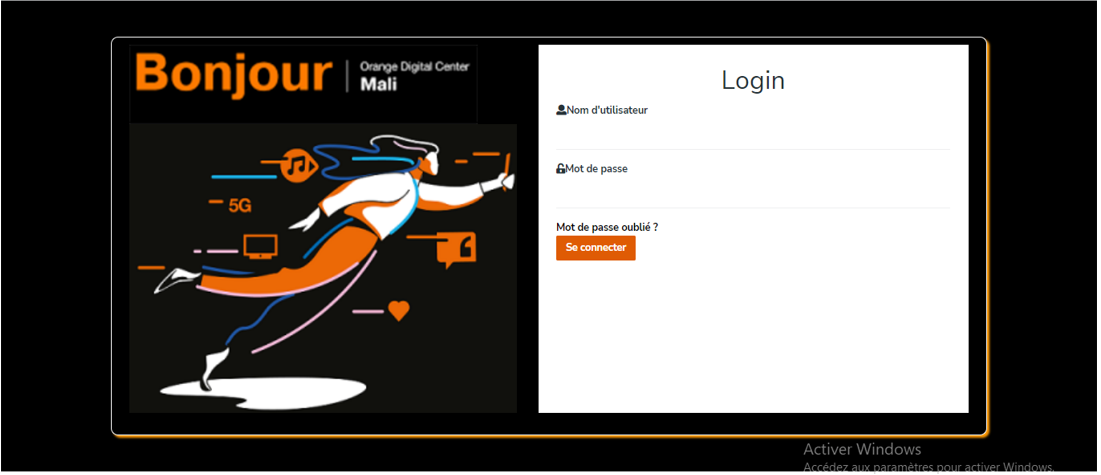 Bonjour
Orange Digital Center
Mali
5G
Login
Nom d'utilisateur
Mot de passe
Mot de passe oublié ?
Se connecter
Activer Windows
Accédez aux paramètres pour activer Windows.